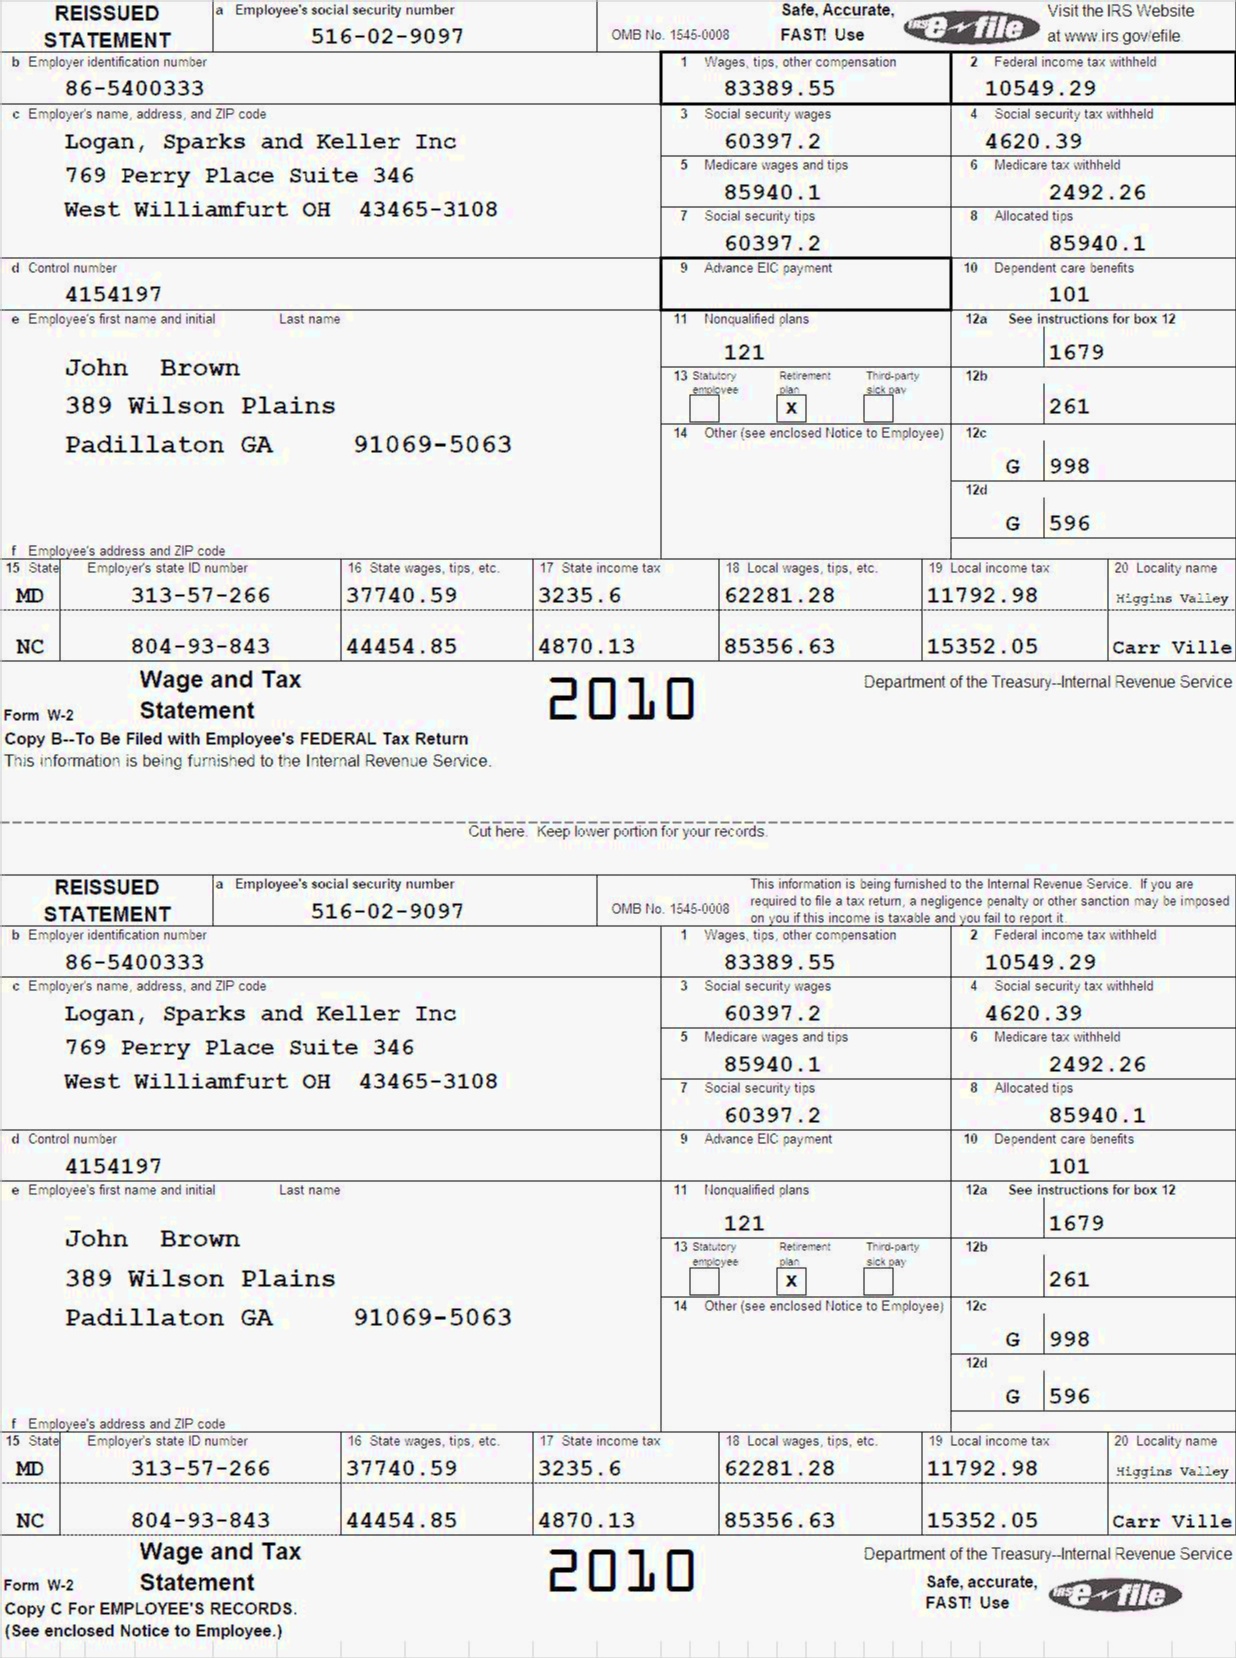 REISSUED STATEMENT
a Employee's social security number
516-02-9097
OMB No. 1545-0008
Safe, Accurate, FAST! Use
IRS e-file
Visit the IRS Website at www.irs.gov/efile.
b Employer identification number
86-5400333
1 Wages, tips, other compensation
83389.55
2 Federal income tax withheld
10549.29
c Employer's name, address, and ZIP code
Logan, Sparks and Keller Inc
769 Perry Place Suite 346
West Williamfurt OH 43465-3108
3 Social security wages
60397.2
4 Social security tax withheld
4620.39
5 Medicare wages and tips
85940.1
6 Medicare tax withheld
2492.26
7 Social security tips
60397.2
8 Allocated tips
85940.1
d Control number
4154197
9 Advance EIC payment
10 Dependent care benefits
101
e Employee's first name and initial Last name
John Brown
389 Wilson Plains
Padillaton GA 91069-5063
11 Nonqualified plans
121
12a See instructions for box 12
1679
13 Statutory employee Retirement plan Third-party sick pay
X
12b
261
14 Other (see enclosed Notice to Employee)
12c
G 998
12d
G 596
f Employee's address and ZIP code
15 State Employer's state ID number 16 State wages, tips, etc. 17 State income tax 18 Local wages, tips, etc. 19 Local income tax 20 Locality name
MD 313-57-266 37740.59 3235.6 62281.28 11792.98 Higgins Valley
NC 804-93-843 44454.85 4870.13 85356.63 15352.05 Carr Ville
Form W-2 Wage and Tax Statement
2010
Department of the Treasury--Internal Revenue Service
Copy B--To Be Filed with Employee's FEDERAL Tax Return
This information is being furnished to the Internal Revenue Service.
Cut here. Keep lower portion for your records.
REISSUED STATEMENT
a Employee's social security number
516-02-9097
OMB No. 1545-0008
This information is being furnished to the Internal Revenue Service. If you are
required to file a tax return, a negligence penalty or other sanction may be imposed
on you if this income is taxable and you fail to report it.
b Employer identification number
86-5400333
1 Wages, tips, other compensation
83389.55
2 Federal income tax withheld
10549.29
c Employer's name, address, and ZIP code
Logan, Sparks and Keller Inc
769 Perry Place Suite 346
West Williamfurt OH 43465-3108
3 Social security wages
60397.2
4 Social security tax withheld
4620.39
5 Medicare wages and tips
85940.1
6 Medicare tax withheld
2492.26
7 Social security tips
60397.2
8 Allocated tips
85940.1
d Control number
4154197
9 Advance EIC payment
10 Dependent care benefits
101
e Employee's first name and initial Last name
John Brown
389 Wilson Plains
Padillaton GA 91069-5063
11 Nonqualified plans
121
12a See instructions for box 12
1679
13 Statutory employee Retirement plan Third-party sick pay
X
12b
261
14 Other (see enclosed Notice to Employee)
12c
G 998
12d
G 596
f Employee's address and ZIP code
15 State Employer's state ID number 16 State wages, tips, etc. 17 State income tax 18 Local wages, tips, etc. 19 Local income tax 20 Locality name
MD 313-57-266 37740.59 3235.6 62281.28 11792.98 Higgins Valley
NC 804-93-843 44454.85 4870.13 85356.63 15352.05 Carr Ville
Form W-2 Wage and Tax Statement
2010
Department of the Treasury--Internal Revenue Service
Safe, accurate, FAST! Use
IRS e-file
Copy C For EMPLOYEE'S RECORDS.
(See enclosed Notice to Employee.)